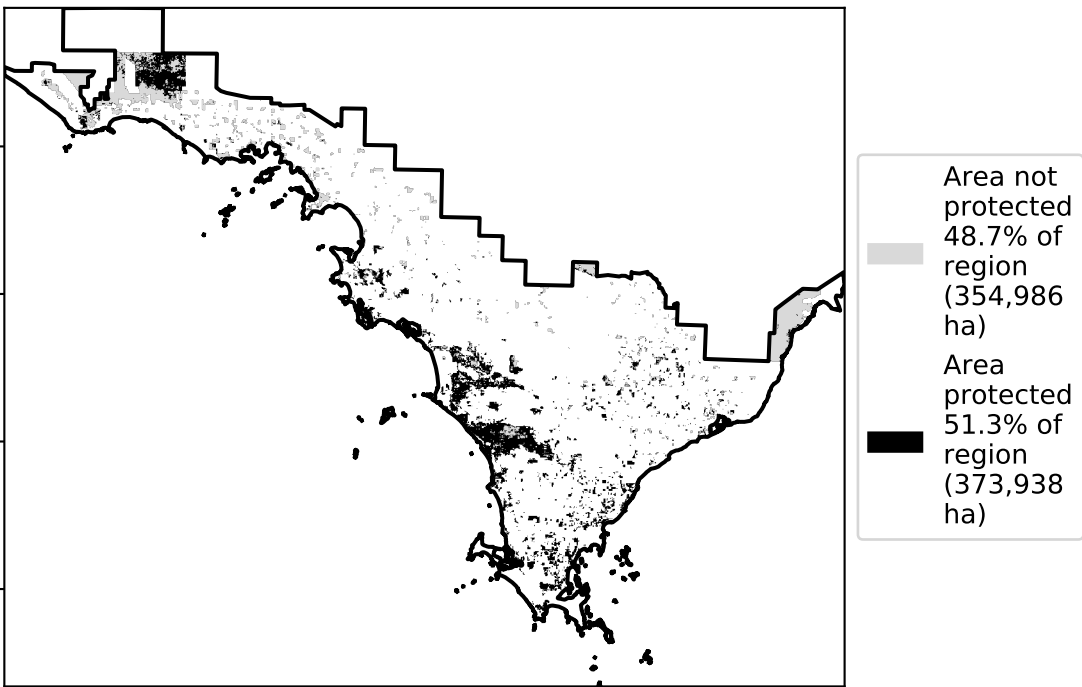 Area not
protected
48.7% of
region
(354,986
ha)
Area
protected
51.3% of
region
(373,938
ha)